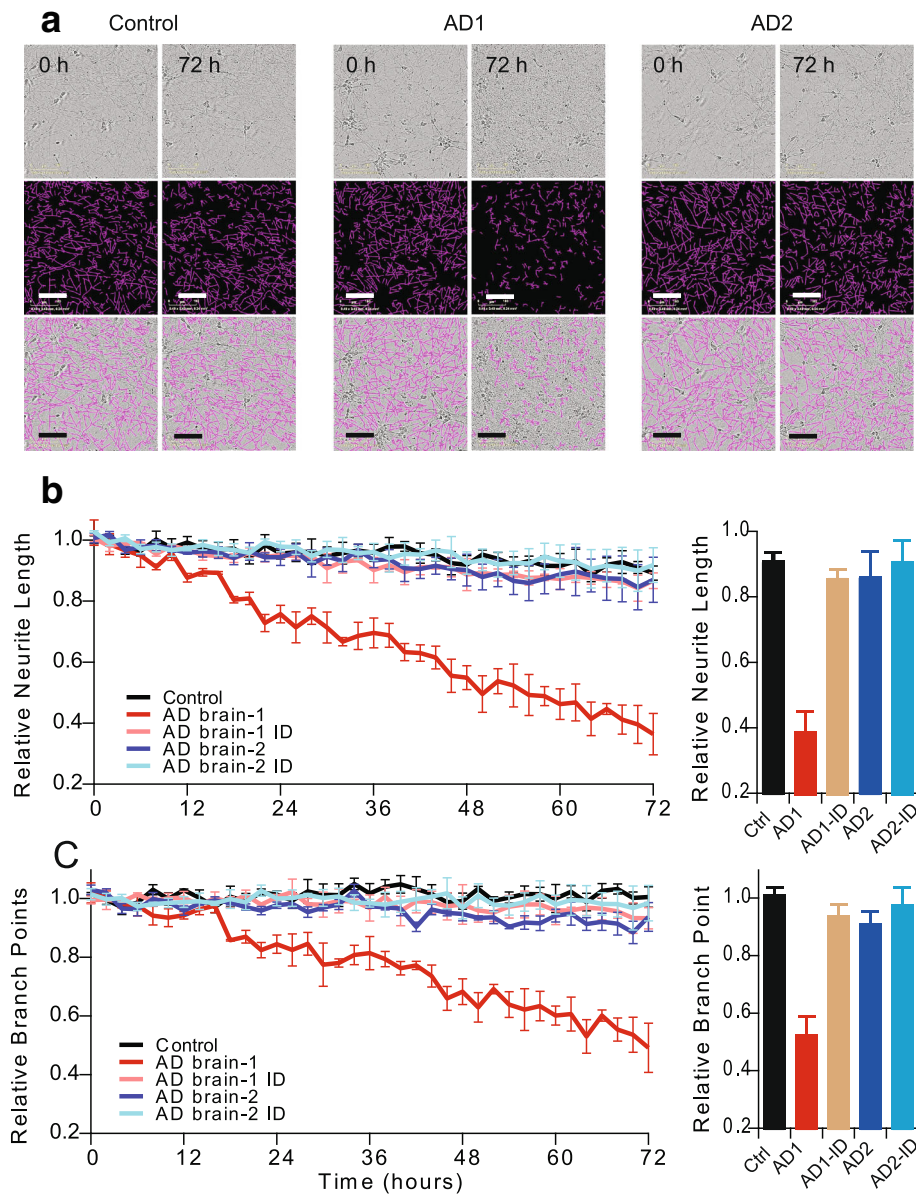 a
Control AD1 AD2
0 h 72 h 0 h 72 h 0 h 72 h
b
Relative Neurite Length
1.0
0.8
0.6
0.4
0.2
Control
AD brain-1
AD brain-1 ID
AD brain-2
AD brain-2 ID
0 12 24 36 48 60 72
Relative Neurite Length
1.0
0.8
0.6
0.4
0.2
Ctrl AD1 AD1-ID AD2 AD2-ID
C
Relative Branch Points
1.0
0.8
0.6
0.4
0.2
Control
AD brain-1
AD brain-1 ID
AD brain-2
AD brain-2 ID
0 12 24 36 48 60 72
Time (hours)
Relative Branch Point
1.0
0.8
0.6
0.4
0.2
Ctrl AD1 AD1-ID AD2 AD2-ID